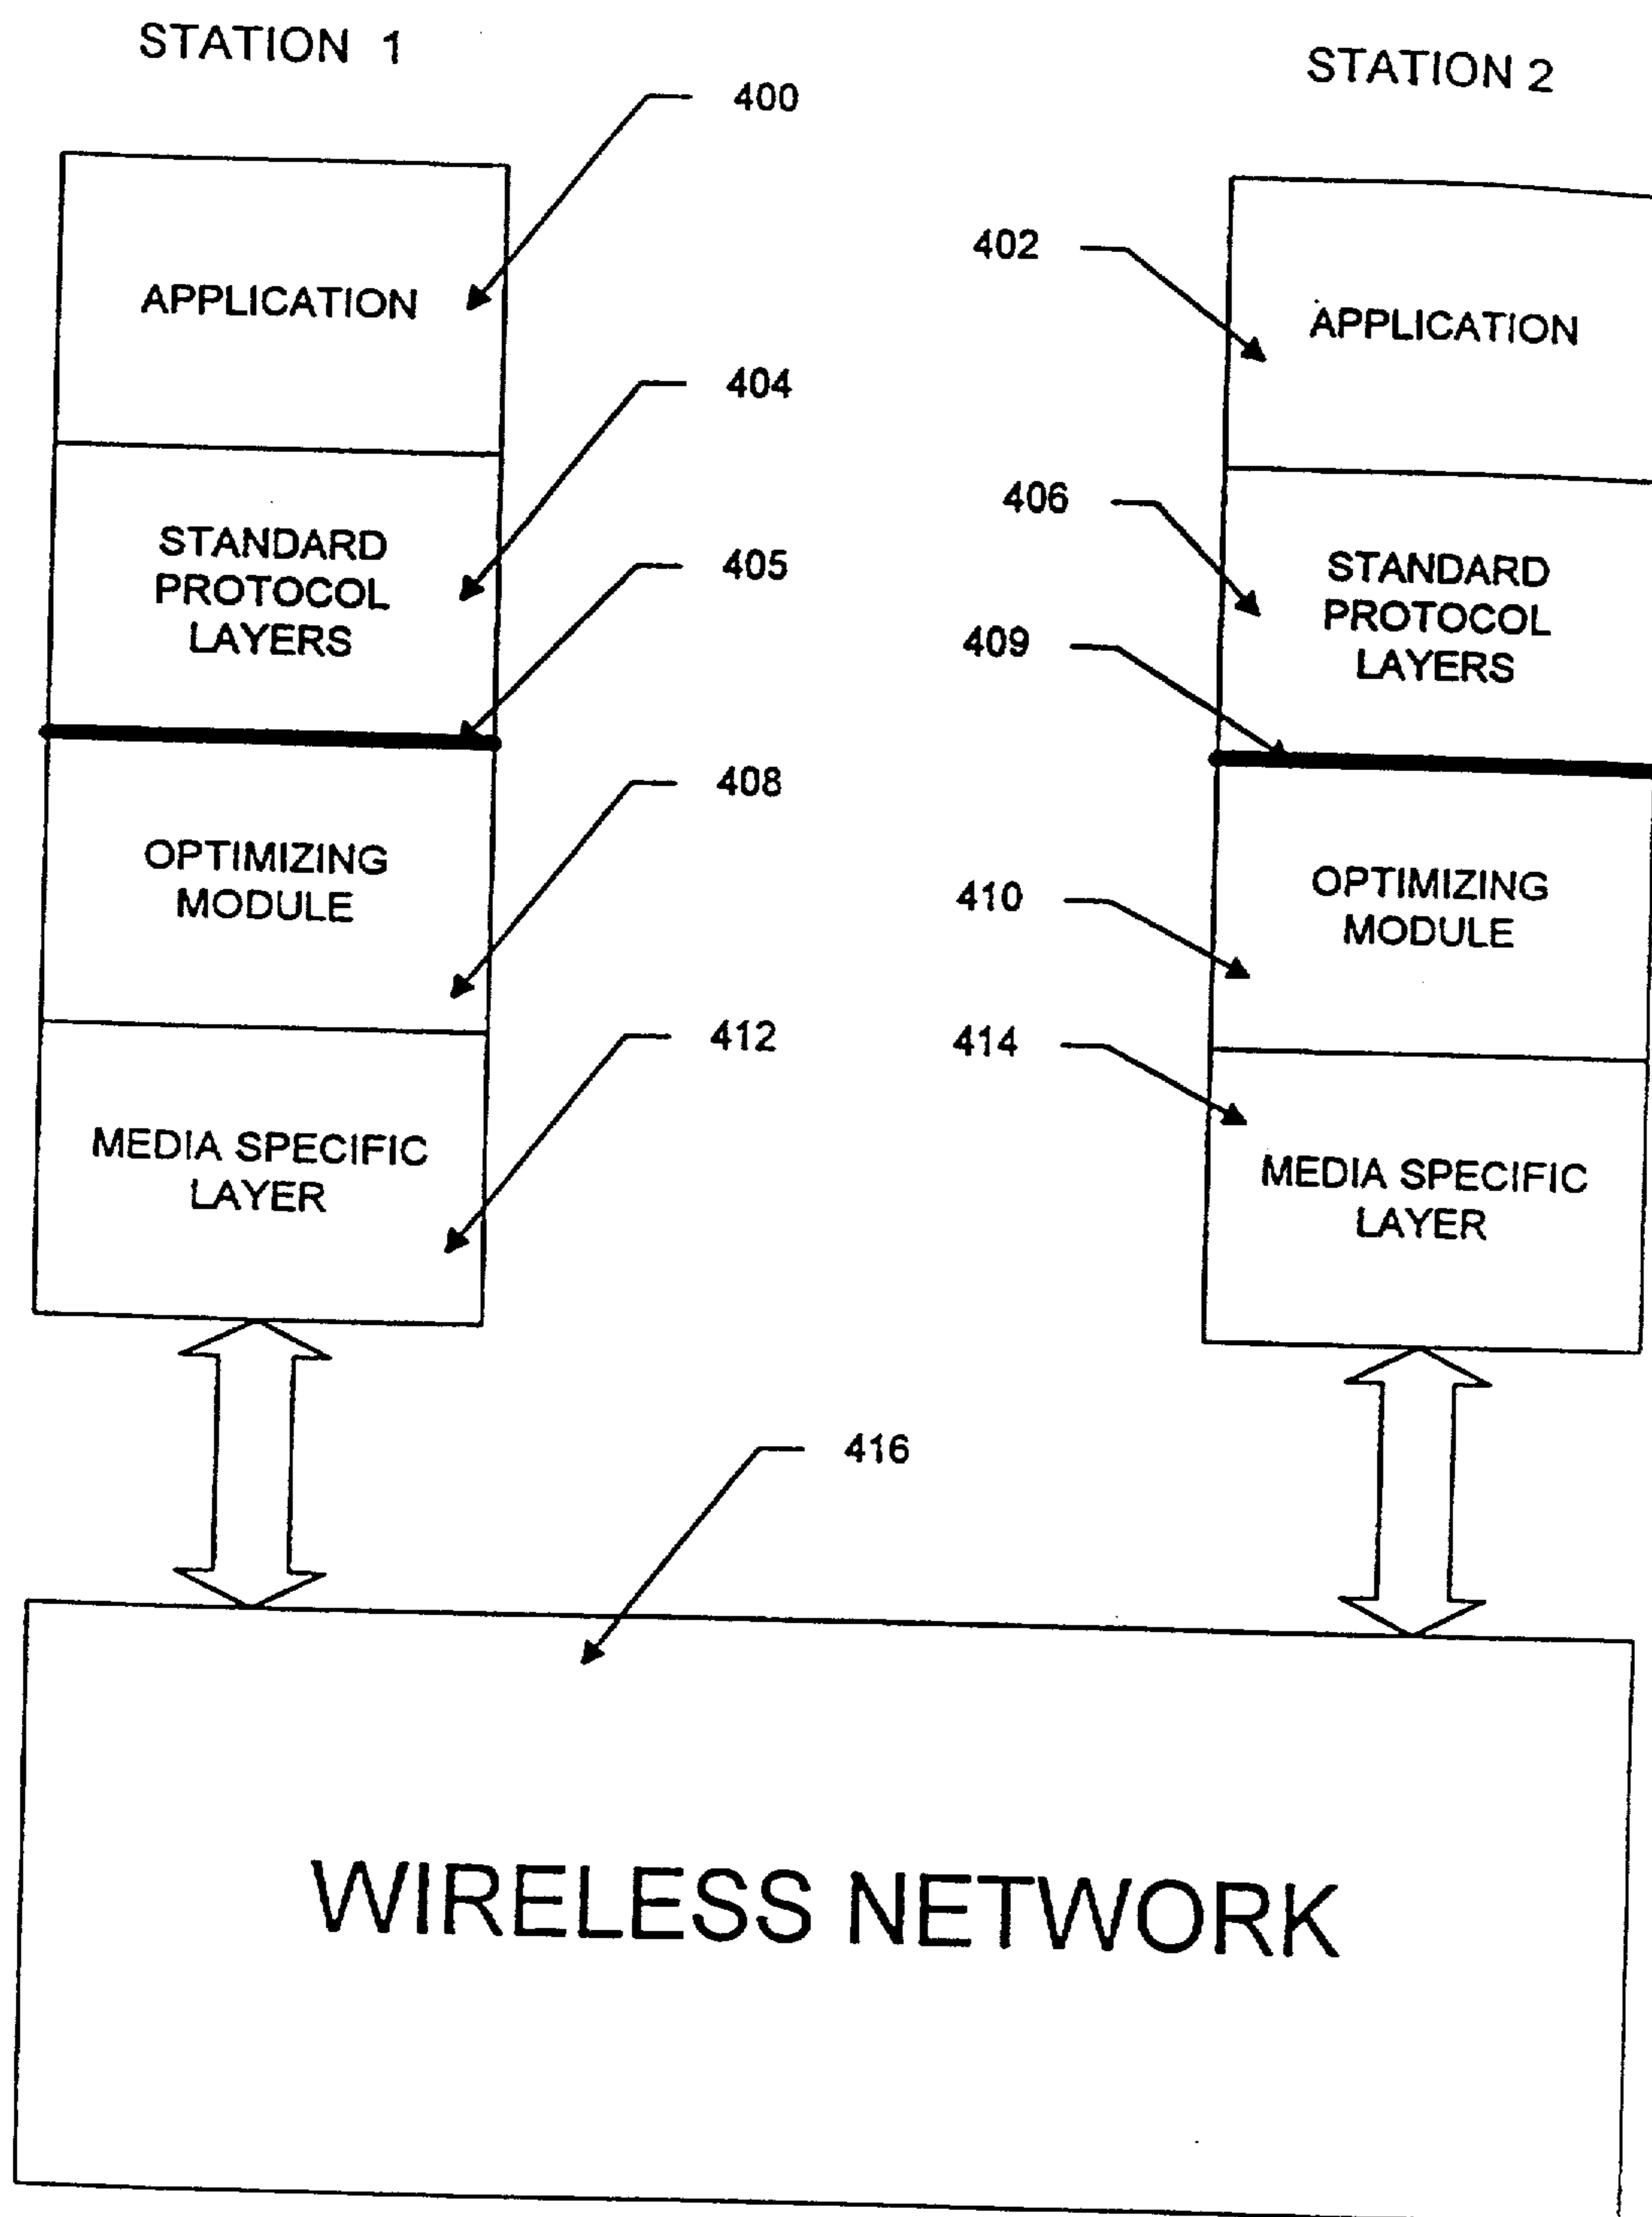 STATION 1
400
APPLICATION
404
STANDARD
PROTOCOL
LAYERS
405
OPTIMIZING
MODULE
408
MEDIA SPECIFIC
LAYER
412
STATION 2
402
APPLICATION
406
STANDARD
PROTOCOL
LAYERS
409
OPTIMIZING
MODULE
410
414
MEDIA SPECIFIC
LAYER
416
WIRELESS NETWORK